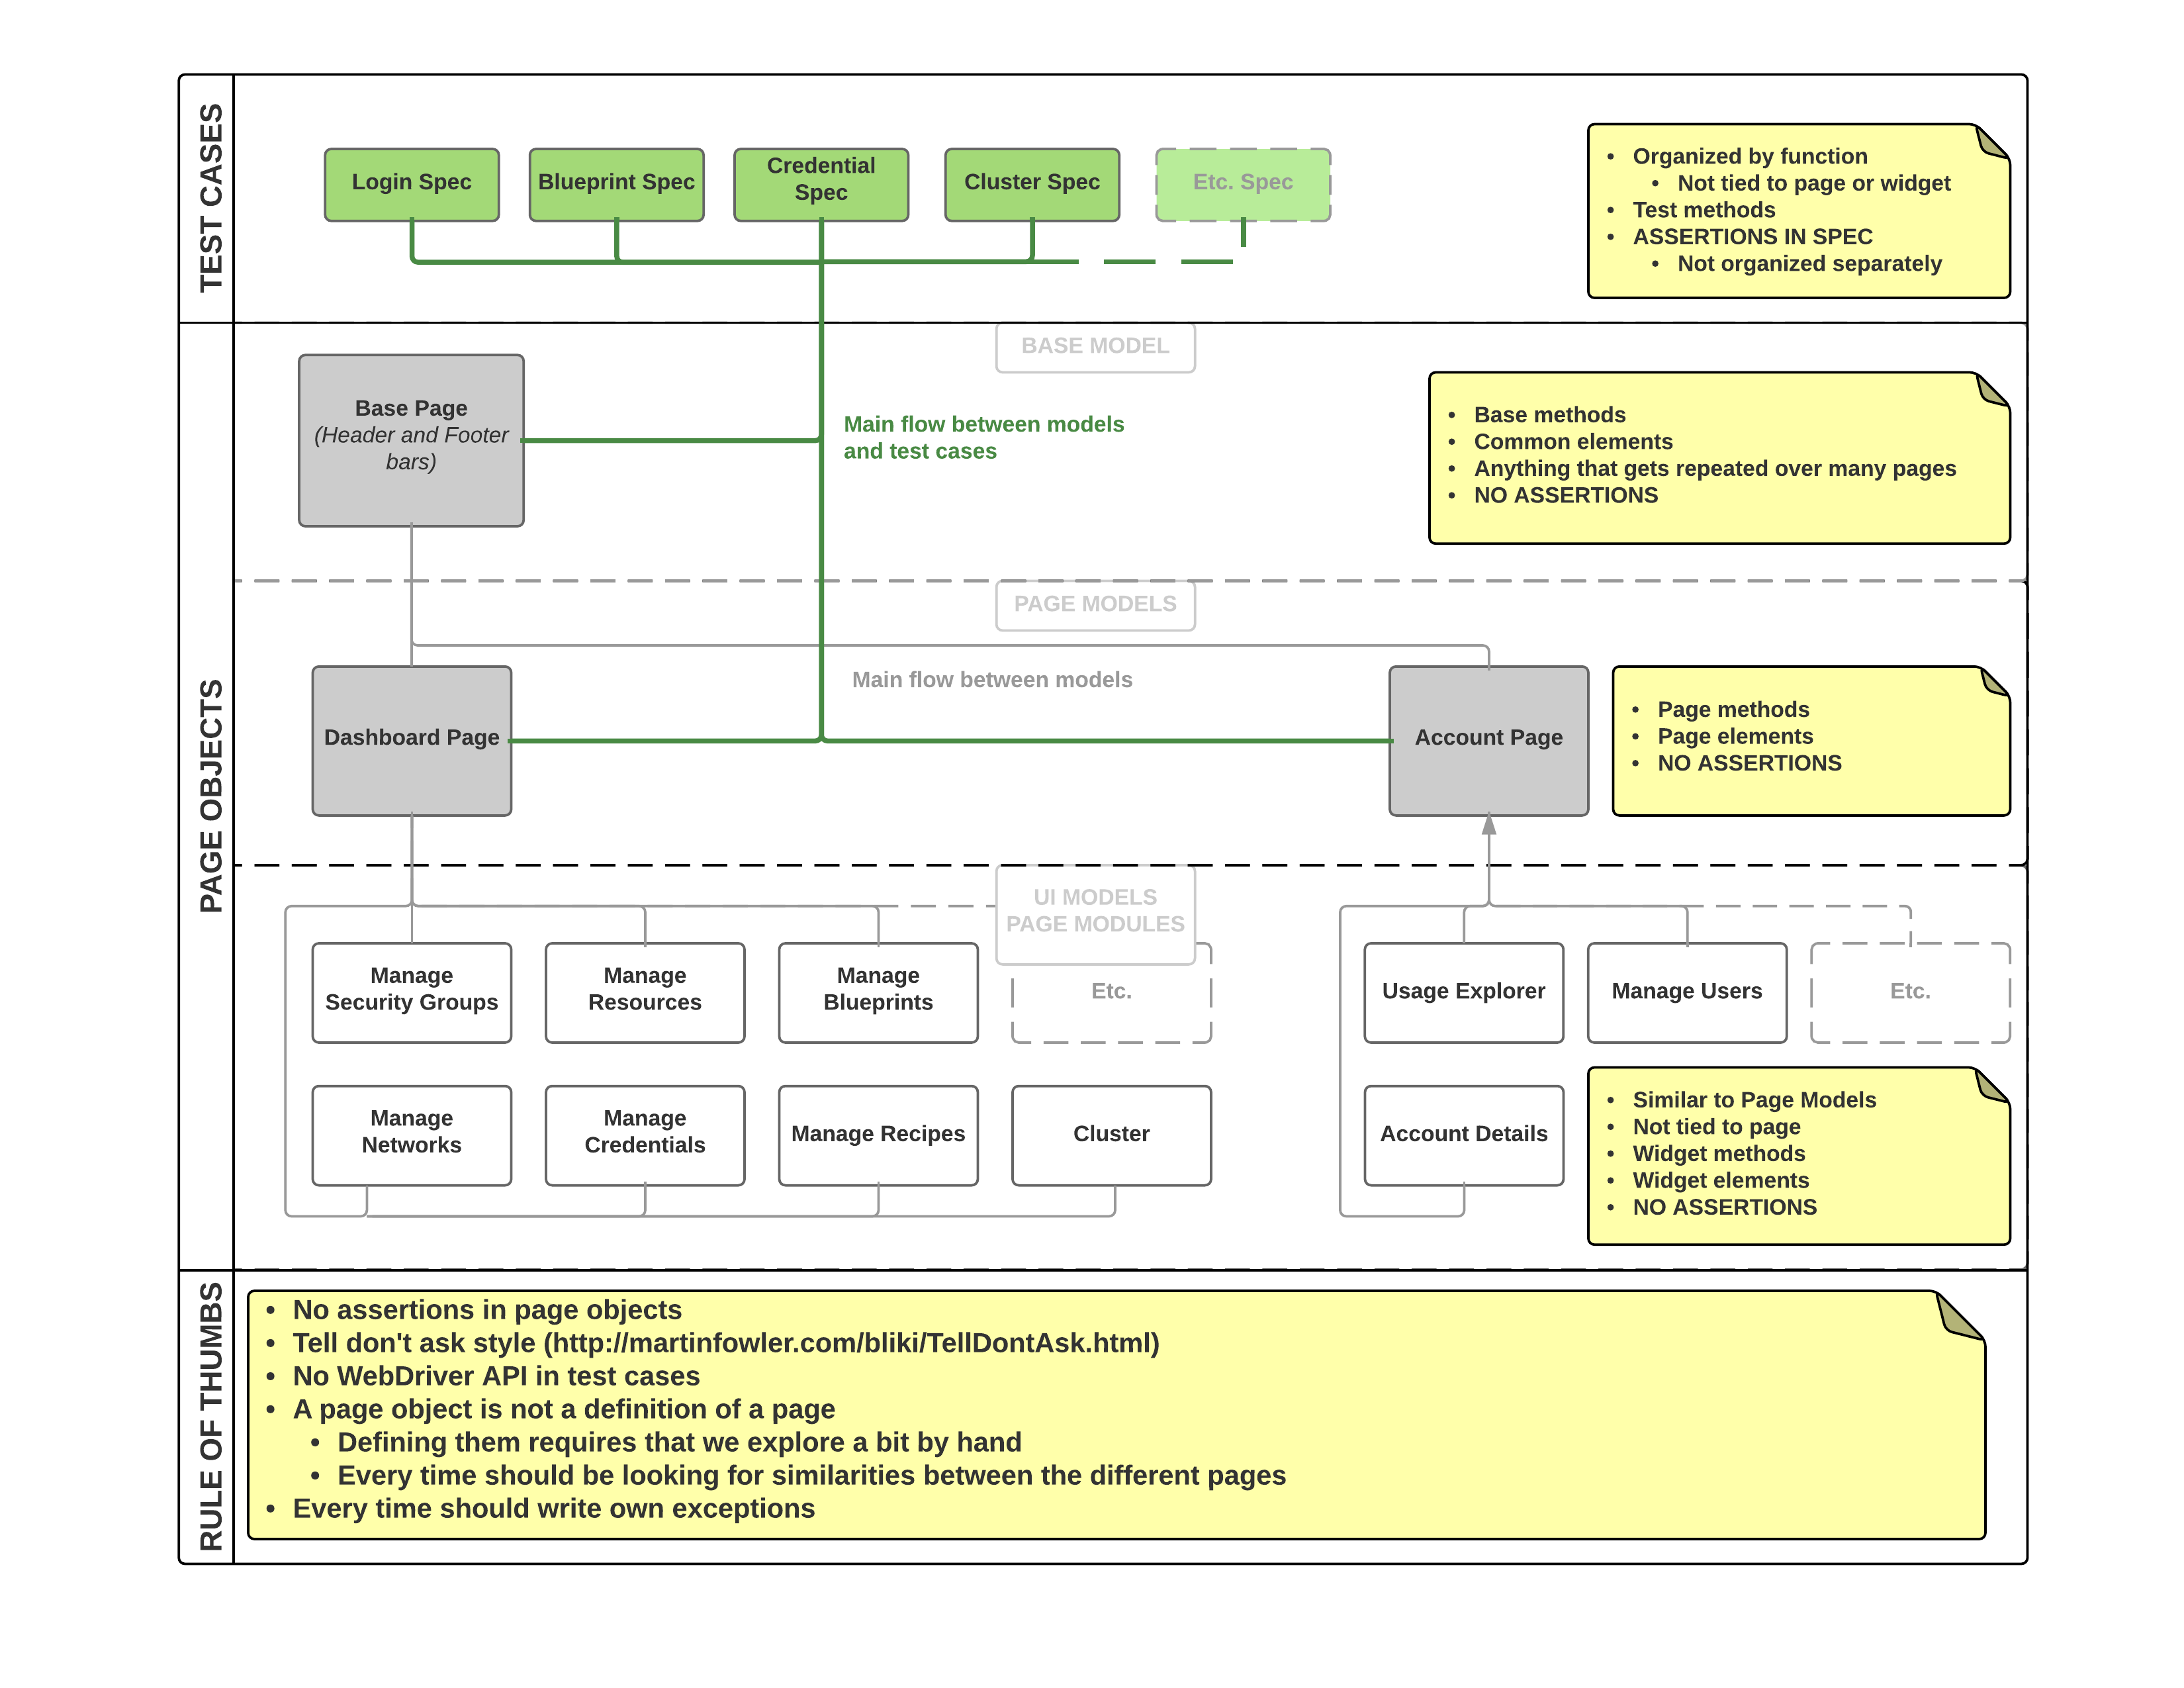 TEST CASES
Login Spec
Blueprint Spec
Credential
Spec
Cluster Spec
Etc. Spec
• Organized by function
• Not tied to page or widget
• Test methods
• ASSERTIONS IN SPEC
• Not organized separately
PAGE OBJECTS
BASE MODEL
Base Page
(Header and Footer
bars)
Main flow between models
and test cases
• Base methods
• Common elements
• Anything that gets repeated over many pages
• NO ASSERTIONS
PAGE MODELS
Main flow between models
Dashboard Page
Account Page
• Page methods
• Page elements
• NO ASSERTIONS
UI MODELS
PAGE MODULES
Manage
Security Groups
Manage
Resources
Manage
Blueprints
Etc.
Usage Explorer
Manage Users
Etc.
Manage
Networks
Manage
Credentials
Manage Recipes
Cluster
Account Details
• Similar to Page Models
• Not tied to page
• Widget methods
• Widget elements
• NO ASSERTIONS
RULE OF THUMBS
• No assertions in page objects
• Tell don't ask style (http://martinfowler.com/bliki/TellDontAsk.html)
• No WebDriver API in test cases
• A page object is not a definition of a page
• Defining them requires that we explore a bit by hand
• Every time should be looking for similarities between the different pages
• Every time should write own exceptions